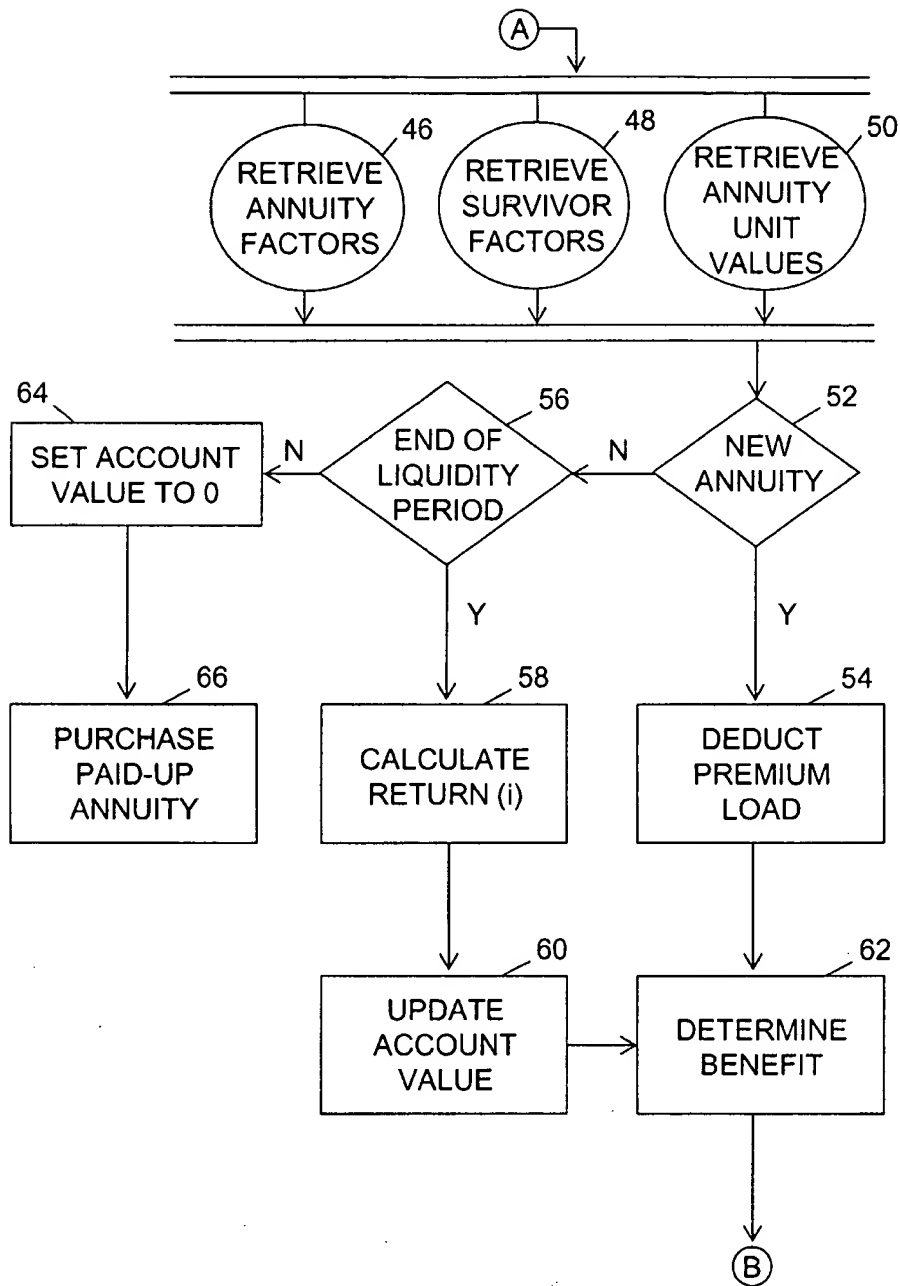 A
46
RETRIEVE
ANNUITY
FACTORS
48
RETRIEVE
SURVIVOR
FACTORS
50
RETRIEVE
ANNUITY
UNIT
VALUES
52
NEW
ANNUITY
N
Y
56
END OF
LIQUIDITY
PERIOD
N
Y
64
SET ACCOUNT
VALUE TO 0
66
PURCHASE
PAID-UP
ANNUITY
58
CALCULATE
RETURN (i)
54
DEDUCT
PREMIUM
LOAD
60
UPDATE
ACCOUNT
VALUE
62
DETERMINE
BENEFIT
B